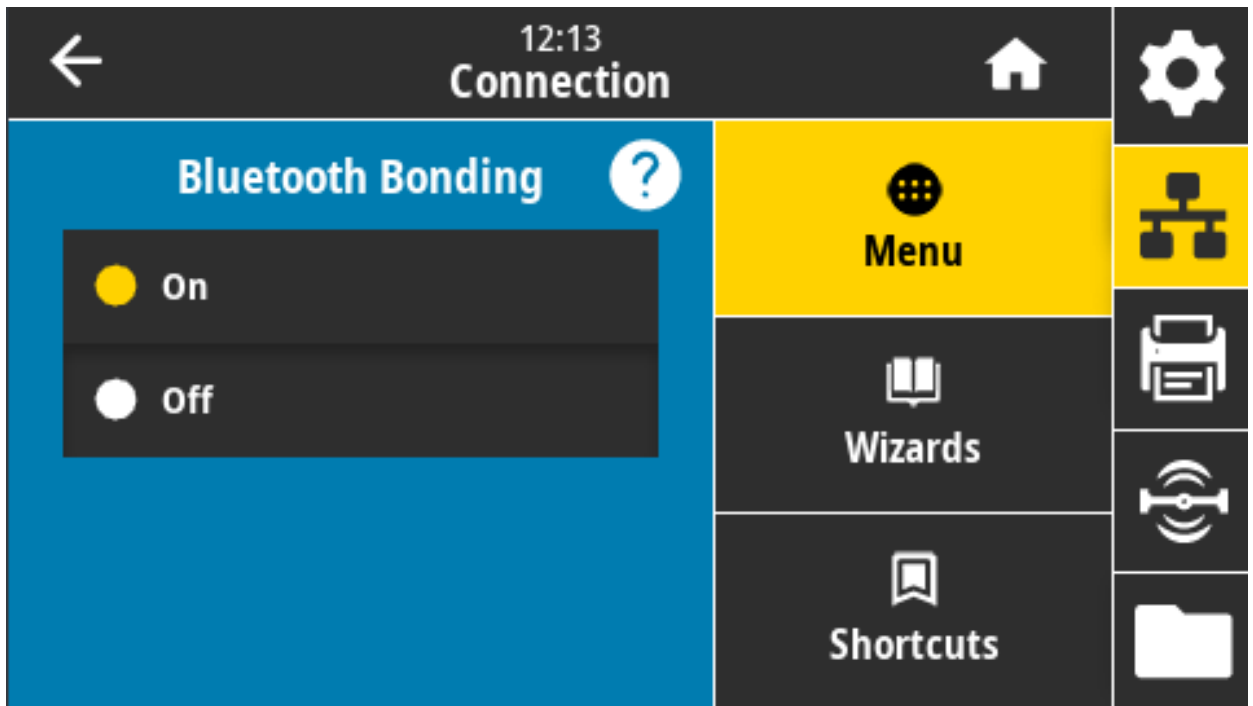 12:13
Connection
Bluetooth Bonding
?
On
Off
Menu
Wizards
Shortcuts